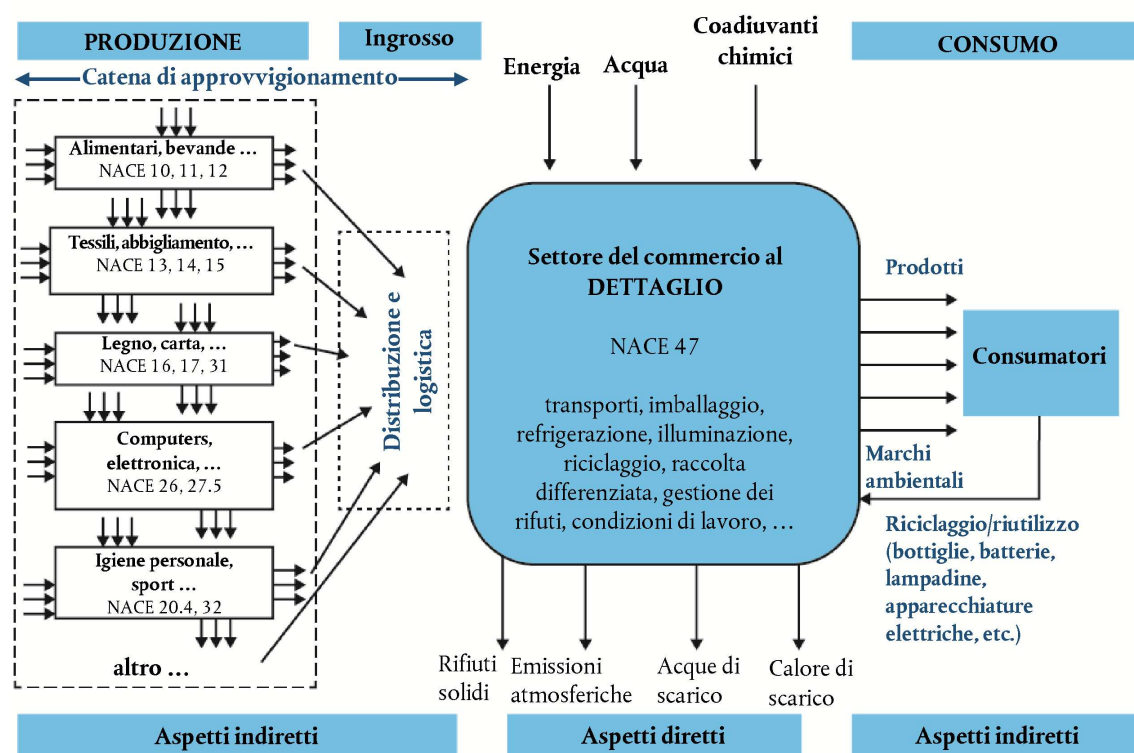 PRODUZIONE
Ingrosso
Catena di approvvigionamento
Alimentari, bevande ...
NACE 10, 11, 12
Tessili, abbigliamento, ...
NACE 13, 14, 15
Legno, carta, ...
NACE 16, 17, 31
Computers,
elettronica, ...
NACE 26, 27.5
Igiene personale,
sport ...
NACE 20.4, 32
altro ...
Distribuzione e
logistica
Energia
Acqua
Coadiuvanti
chimici
Settore del commercio al
DETTAGLIO
NACE 47
transporti, imballaggio,
refrigerazione, illuminazione,
riciclaggio, raccolta
differenziata, gestione dei
rifiuti, condizioni di lavoro, ...
Rifiuti
solidi
Emissioni
atmosferiche
Acque di
scarico
Calore di
scarico
CONSUMO
Prodotti
Consumatori
Marchi
ambientali
Riciclaggio/riutilizzo
(bottiglie, batterie,
lampadine,
apparecchiature
elettriche, etc.)
Aspetti indiretti
Aspetti diretti
Aspetti indiretti